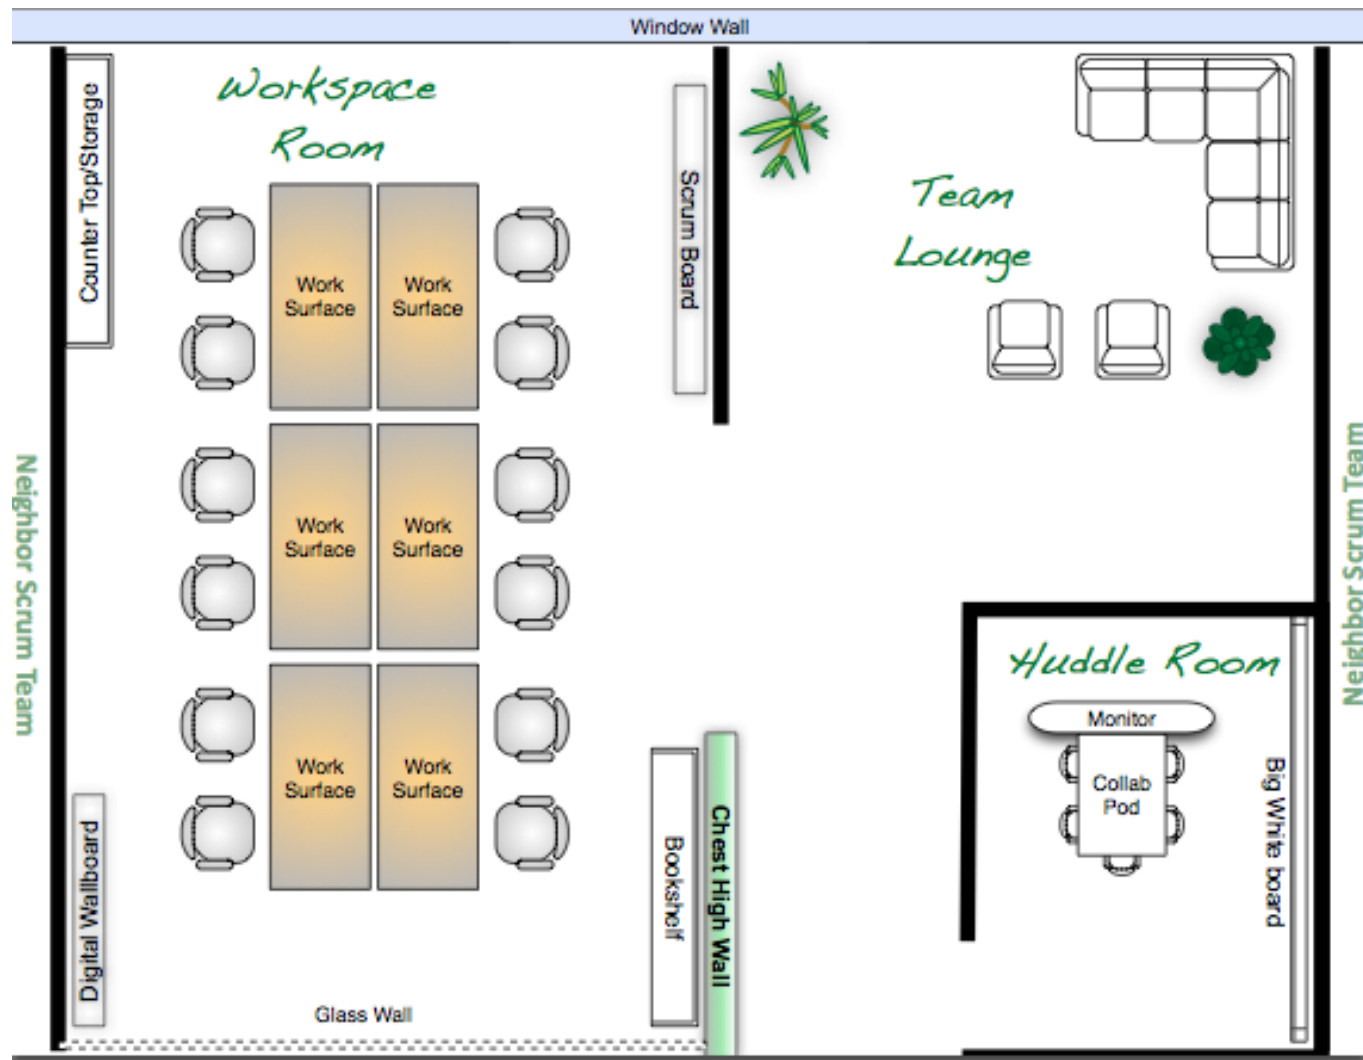 Window Wall
Workspace
Room
Counter Top/Storage
Scrum Board
Team
Lounge
Work
Surface
Work
Surface
Work
Surface
Work
Surface
Work
Surface
Work
Surface
Neighbor Scrum Team
Neighbor Scrum Team
Huddle Room
Monitor
Collab
Pod
Big White board
Digital Wallboard
Bookshelf
Chest High Wall
Glass Wall